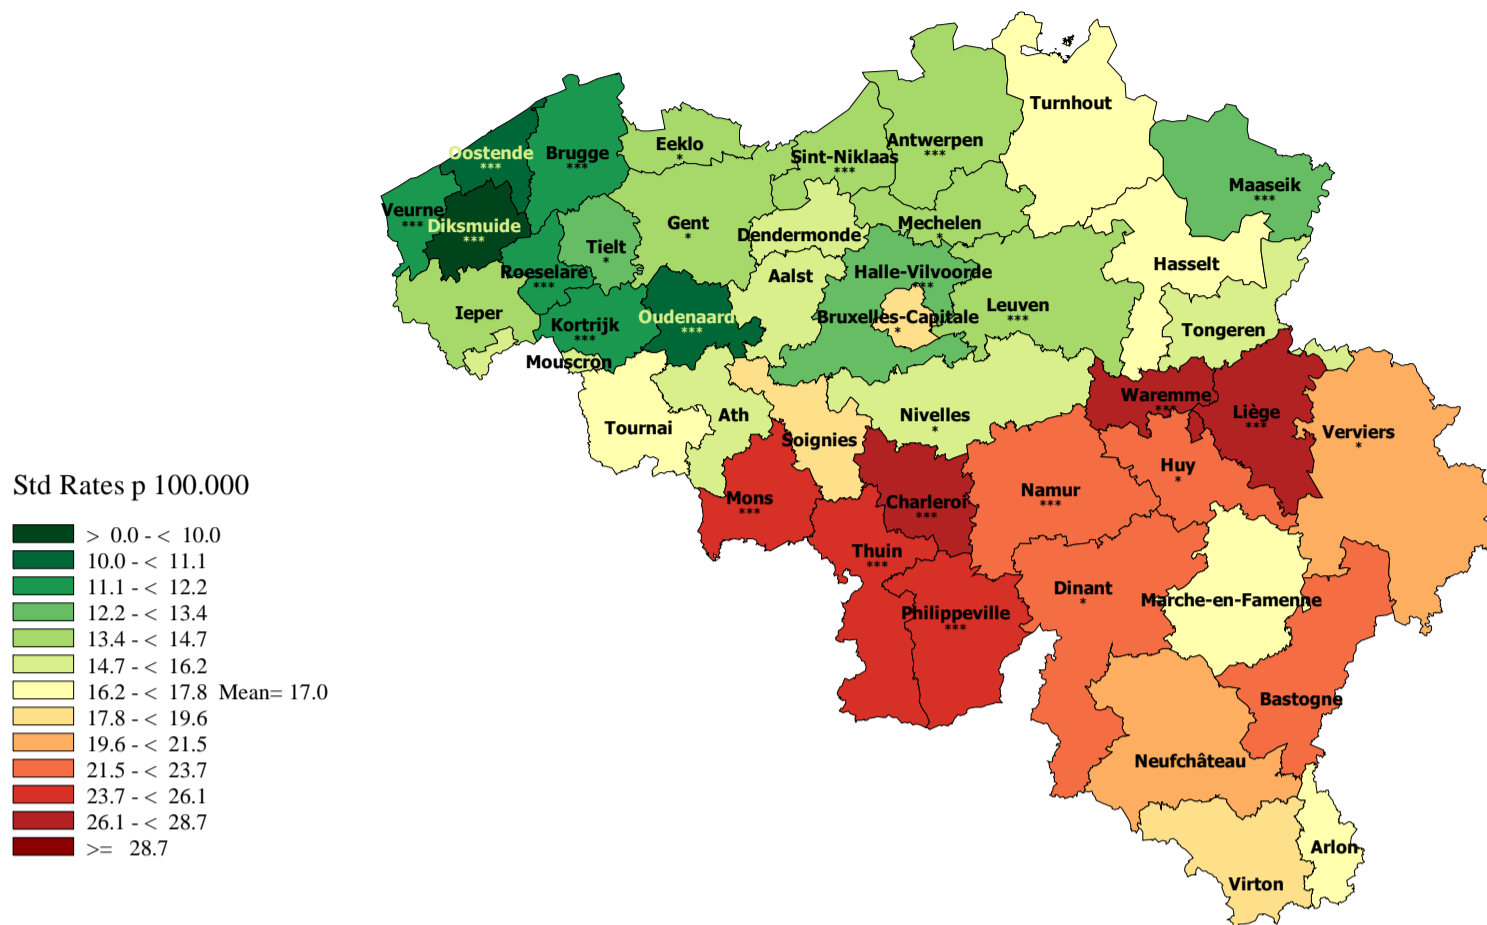 Turnhout
Antwerpen
***
Eeklo
*
Sint-Niklaas
***
Oostende
***
Brugge
***
Maaseik
***
Veurne
***
Diksmuide
***
Gent
*
Mechelen
*
Dendermonde
Tielt
*
Hasselt
Roeselare
***
Aalst
Halle-Vilvoorde
***
Ieper
Kortrijk
***
Oudenaard
***
Bruxelles-Capitale
*
Leuven
***
Tongeren
Mouscron
Waremme
***
Ath
Nivelles
*
Liège
***
Tournai
Soignies
Verviers
*
Huy
*
Std Rates p 100.000
Mons
***
Charleroi
***
Namur
***
> 0.0 - < 10.0
10.0 - < 11.1
11.1 - < 12.2
12.2 - < 13.4
13.4 - < 14.7
14.7 - < 16.2
16.2 - < 17.8 Mean= 17.0
17.8 - < 19.6
19.6 - < 21.5
21.5 - < 23.7
23.7 - < 26.1
26.1 - < 28.7
>= 28.7
Thuin
***
Dinant
*
Marche-en-Famenne
Philippeville
***
Bastogne
Neufchâteau
Arlon
Virton